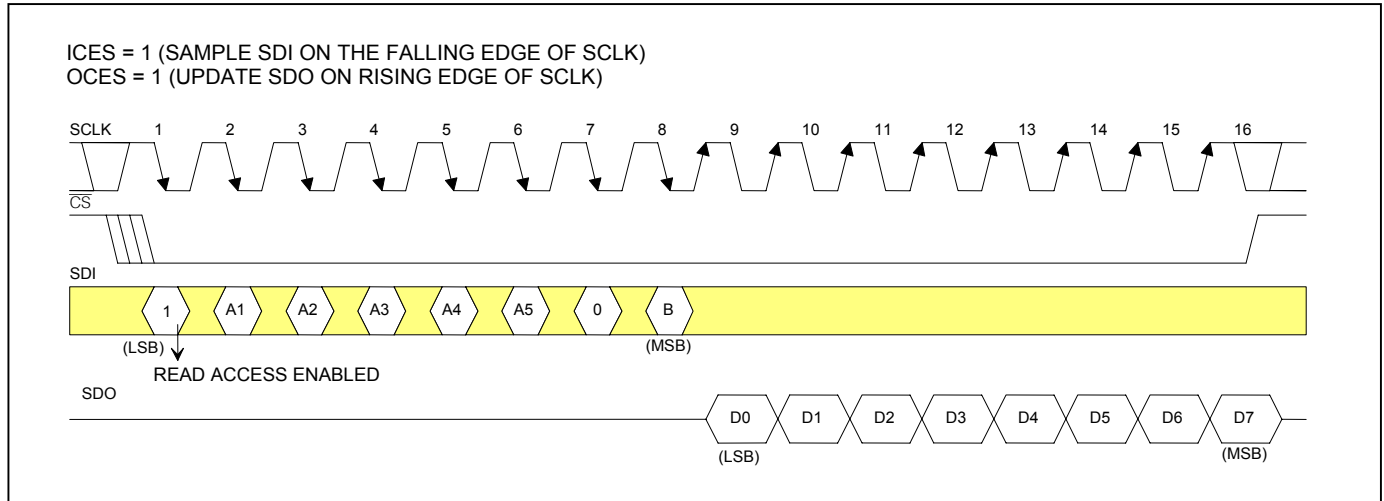 ICES = 1 (SAMPLE SDI ON THE FALLING EDGE OF SCLK)
OCES = 1 (UPDATE SDO ON RISING EDGE OF SCLK)
SCLK 1 2 3 4 5 6 7 8 9 10 11 12 13 14 15 16
CS
SDI
1 A1 A2 A3 A4 A5 0 B
(LSB) (MSB)
READ ACCESS ENABLED
SDO
D0 D1 D2 D3 D4 D5 D6 D7
(LSB) (MSB)